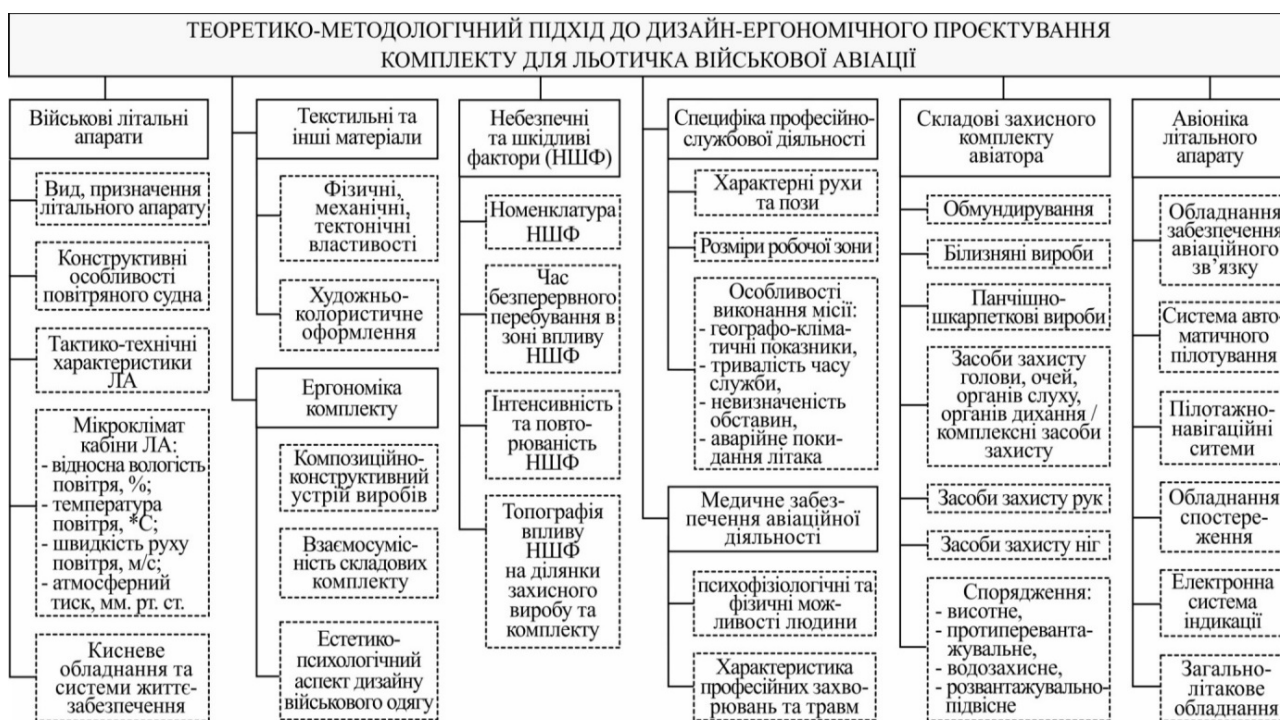 ТЕОРЕТИКО-МЕТОДОЛОГІЧНИЙ ПІДХІД ДО ДИЗАЙН-ЕРГОНОМІЧНОГО ПРОЄКТУВАННЯ
КОМПЛЕКТУ ДЛЯ ЛЬОТИЧКА ВІЙСЬКОВОЇ АВІАЦІЇ
Військові літальні
апарати
Вид, призначення
літального апарату
Конструктивні
особливості
повітряного судна
Тактико-технічні
характеристики
ЛА
Мікроклімат
кабіни ЛА:
- відносна вологість
повітря, %;
- температура
повітря, *С;
- швидкість руху
повітря, м/с;
- атмосферний
тиск, мм. рт. ст.
Кисневе
обладнання та
системи життє-
забезпечення
Текстильні та
інші матеріали
Фізичні,
механічні,
тектонічні
властивості
Художньо-
колористичне
оформлення
Ергономіка
комплекту
Композиційно-
конструктивний
устрій виробів
Взаємосуміс-
ність складових
комплекту
Естетико-
психологічний
аспект дизайну
військового одягу
Небезпечні
та шкідливі
фактори (НШФ)
Номенклатура
НШФ
Час
безперервного
перебування в
зоні впливу
НШФ
Інтенсивність
та повто-
рюваність
НШФ
Топографія
впливу
НШФ
на ділянки
захисного
виробу та
комплекту
Специфіка професійно-
службової діяльності
Характерні рухи
та пози
Розміри робочої зони
Особливості
виконання місії:
- географо-кліма-
тичні показники,
- тривалість часу
служби,
- невизначеність
обставин,
- аварійне поки-
дання літака
Медичне забез-
печення авіаційної
діяльності
психофізіологічні та
фізичні мож-
ливості людини
Характеристика
професійних захво-
рювань та травм
Складові захисного
комплекту
авіатора
Обмундирування
Білизняні вироби
Панчішно-
шкарпеткові вироби
Засоби захисту
голови, очей,
органів слуху,
органів дихання /
комплексні засоби
захисту
Засоби захисту рук
Засоби захисту ніг
Спорядження:
- висотне,
- протиперевanta-
жувальне,
- водозахисне,
- розвантажувально-
підвісне
Авіоніка
літального
апарату
Обладнання
забезпечення
авіаційного
зв’язку
Система авто-
матичного
пілотування
Пілотажно-
навігаційні
ситеми
Обладнання
спостере-
ження
Електронна
система
індикації
Загально-
літакове
обладнання